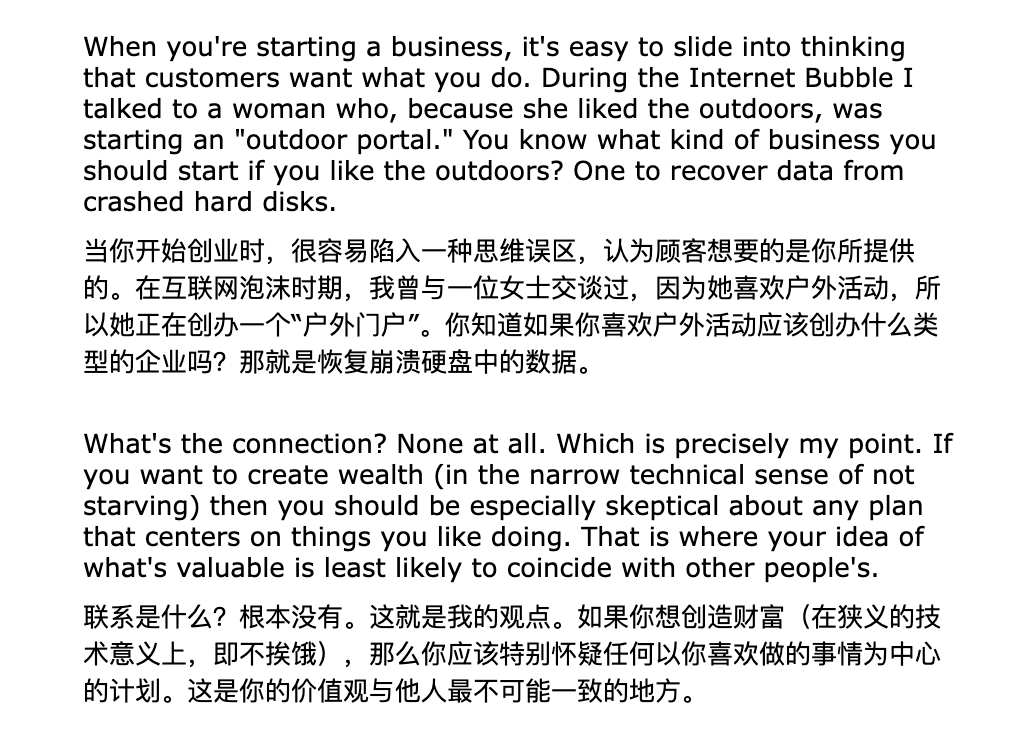 When you're starting a business, it's easy to slide into thinking
that customers want what you do. During the Internet Bubble I
talked to a woman who, because she liked the outdoors, was
starting an "outdoor portal." You know what kind of business you
should start if you like the outdoors? One to recover data from
crashed hard disks.
当你开始创业时，很容易陷入一种思维误区，认为顾客想要的是你所提供
的。在互联网泡沫时期，我曾与一位女士交谈过，因为她喜欢户外活动，所
以她正在创办一个“户外门户”。你知道如果你喜欢户外活动应该创办什么类
型的企业吗？那就是恢复崩溃硬盘中的数据。
What's the connection? None at all. Which is precisely my point. If
you want to create wealth (in the narrow technical sense of not
starving) then you should be especially skeptical about any plan
that centers on things you like doing. That is where your idea of
what's valuable is least likely to coincide with other people's.
联系是什么？根本没有。这就是我的观点。如果你想创造财富（在狭义的技
术意义上，即不挨饿），那么你应该特别怀疑任何以你喜欢做的事情为中心
的计划。这是你的价值观与他人最不可能一致的地方。